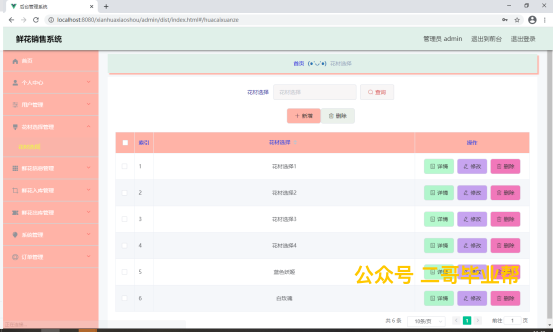 后台管理系统
localhost:8080/xianhuaxiaoshou/admin/dist/index.html#/huacaixuanze
鲜花销售系统
管理员 admin
退出到前台
退出登录
首页
个人中心
用户管理
花材选择管理
花材选择
鲜花入库管理
鲜花出库管理
系统管理
订单管理
首页 (●'◡'●) 花材选择
花材选择 花材选择 查询
+ 新增 删除
索引 花材选择 操作
1 花材选择1 详情 修改 删除
2 花材选择2 详情 修改 删除
3 花材选择3 详情 修改 删除
4 花材选择4 详情 修改 删除
5 蓝色妖姬 详情 修改 删除
6 白玫瑰 详情 修改 删除
公众号 二哥毕业帮
共 6 条 10条/页 1 前往 1 页